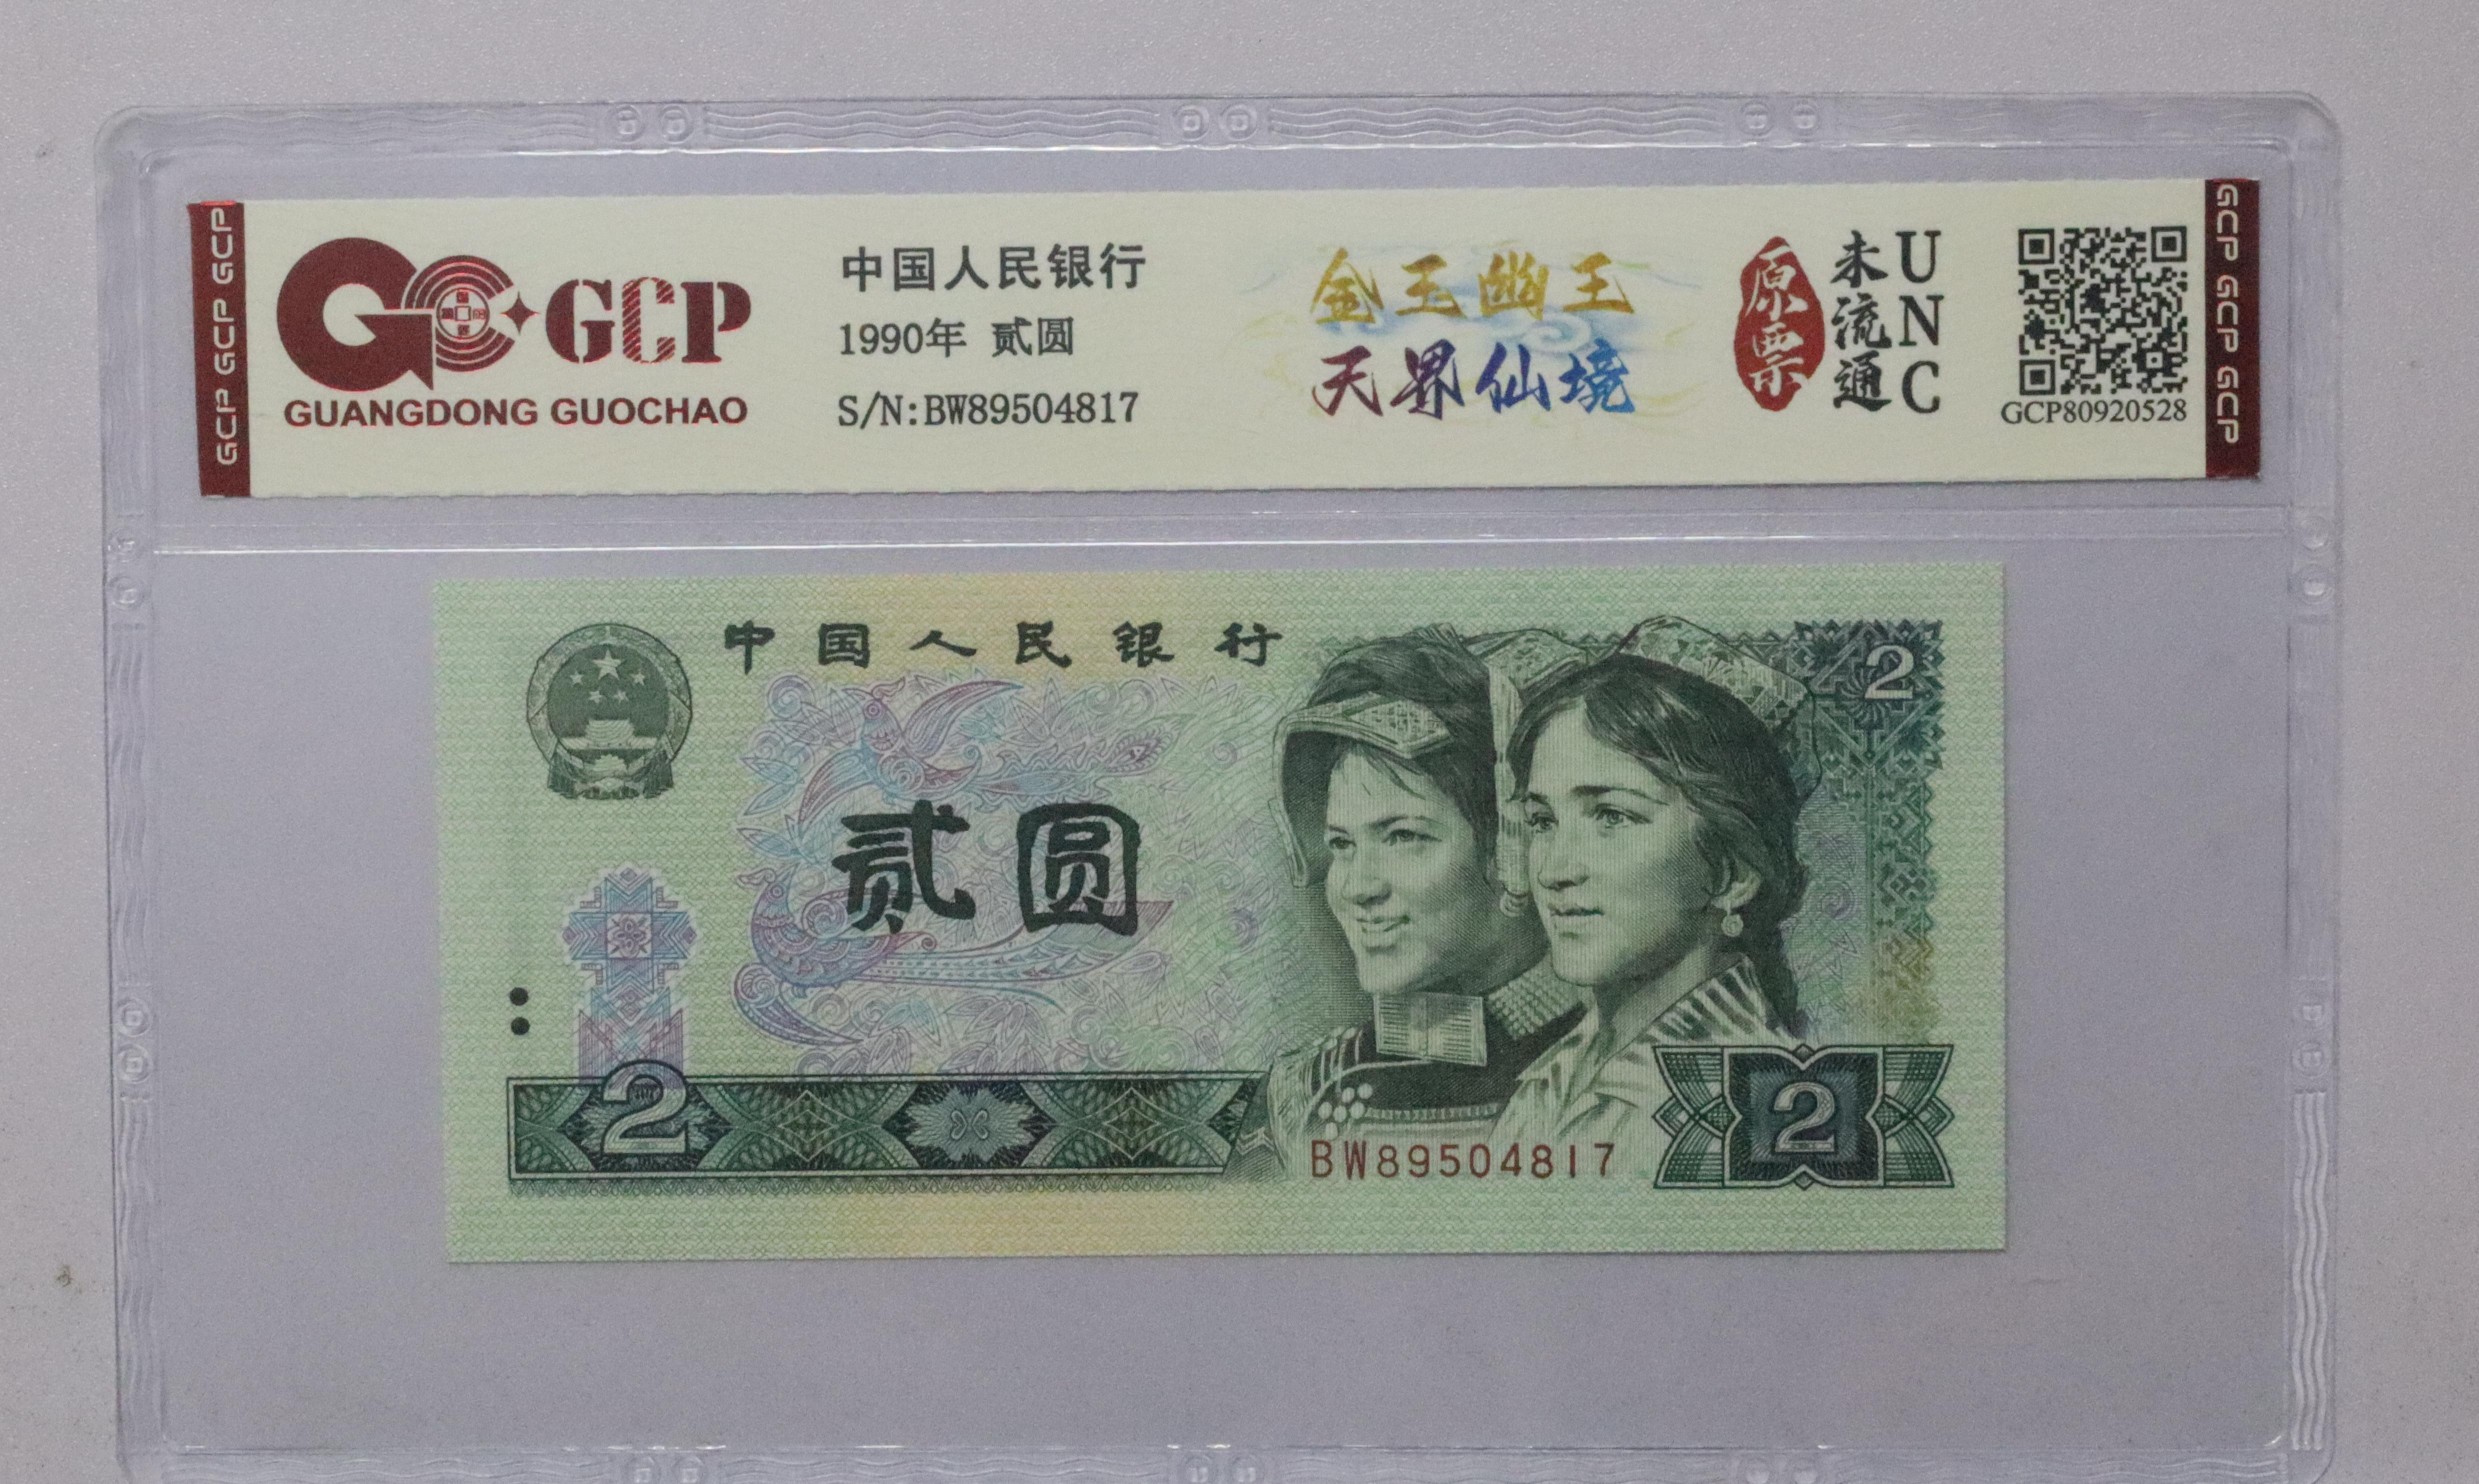 GCP GCP GCP
GCP
GUANGDONG GUOCHAO
中国人民银行
1990年 贰圆
S/N:BW89504817
金玉幽王
天界仙境
原票
未流通
UNC
GCP80920528
GCP GCP GCP
中国人民银行
2
贰圆
2
BW89504817
2